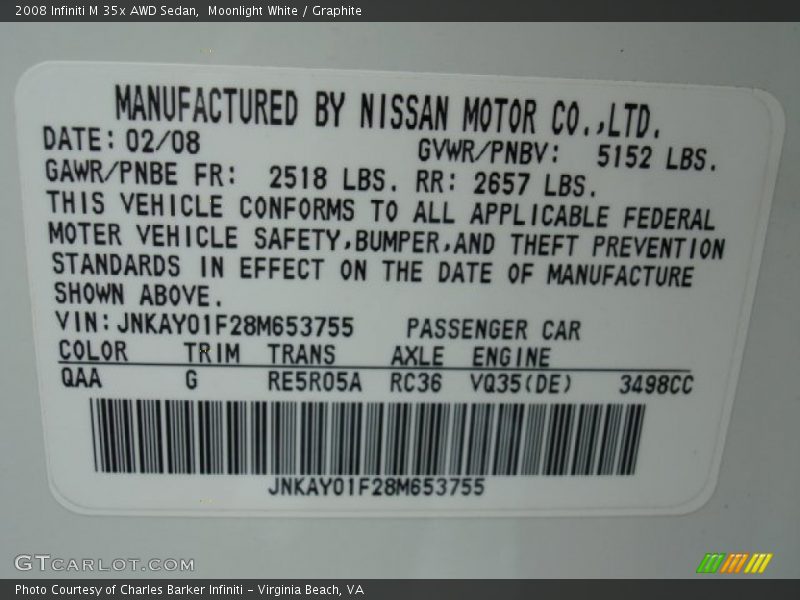 2008 Infiniti M 35x AWD Sedan,  Moonlight White / Graphite
MANUFACTURED BY NISSAN MOTOR CO.,LTD.
DATE: 02/08 GVWR/PNBV: 5152 LBS.
GAWR/PNBE FR: 2518 LBS. RR: 2657 LBS.
THIS VEHICLE CONFORMS TO ALL APPLICABLE FEDERAL
MOTER VEHICLE SAFETY,BUMPER,AND THEFT PREVENTION
STANDARDS IN EFFECT ON THE DATE OF MANUFACTURE
SHOWN ABOVE.
VIN: JNKAY01F28M653755 PASSENGER CAR
COLOR TRIM TRANS AXLE ENGINE
QAA G RE5R05A RC36 VQ35(DE) 3498CC
JNKAY01F28M653755
GTCARLOT.COM
Photo Courtesy of Charles Barker Infiniti - Virginia Beach, VA